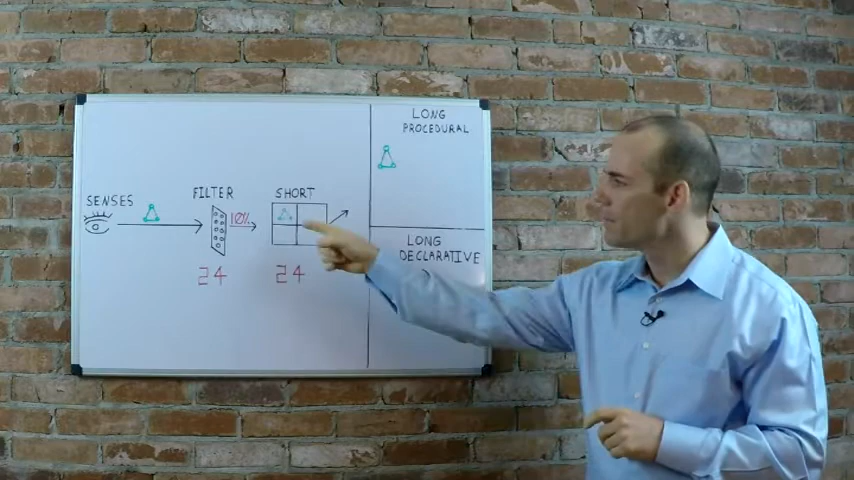 LONG
PROCEDURAL
SENSES
FILTER
SHORT
10%
LONG
DECLARATIVE
24
24